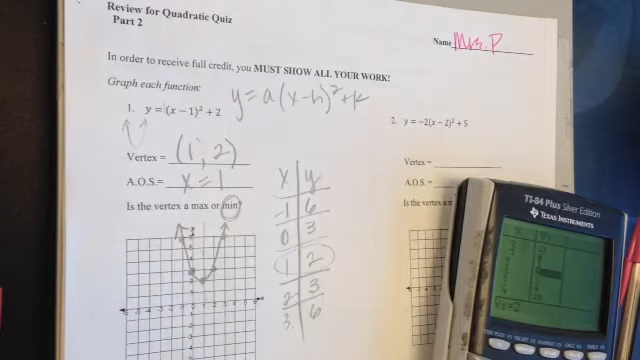 Review for Quadratic Quiz
Part 2
Name Mrs. P
In order to receive full credit, you MUST SHOW ALL YOUR WORK!
Graph each function:
y = a(x-h)² + k
1. y = (x − 1)² + 2
Vertex = (1, 2)
A.O.S.= x = 1
Is the vertex a max or min
x y
-1 6
0 3
1 2
2 3
3 6
2. y = −2(x − 2)² + 5
Vertex =
A.O.S. =
Is the vertex a m
TI-84 Plus Silver Edition
TEXAS INSTRUMENTS
X Y1